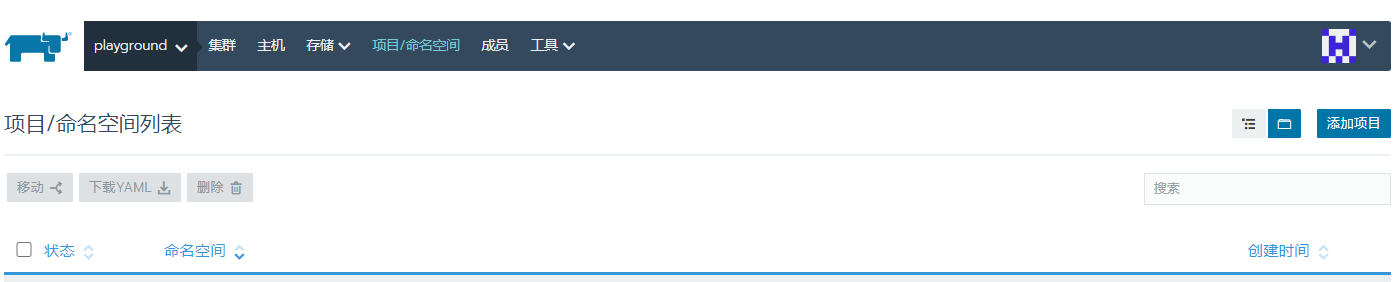 playground 集群 主机 存储 项目/命名空间 成员 工具
项目/命名空间列表 添加项目
移动 下载YAML 删除 搜索
状态 命名空间 创建时间